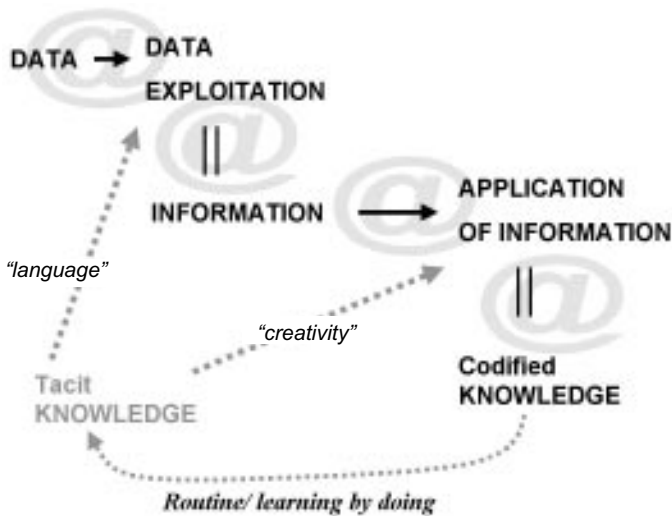 DATA
DATA
EXPLOITATION
INFORMATION
APPLICATION
OF INFORMATION
“language”
“creativity”
Tacit
KNOWLEDGE
Codified
KNOWLEDGE
Routine/ learning by doing